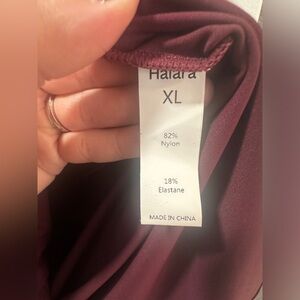 Halara
XL
82%
Nylon
18%
Elastane
MADE IN CHINA